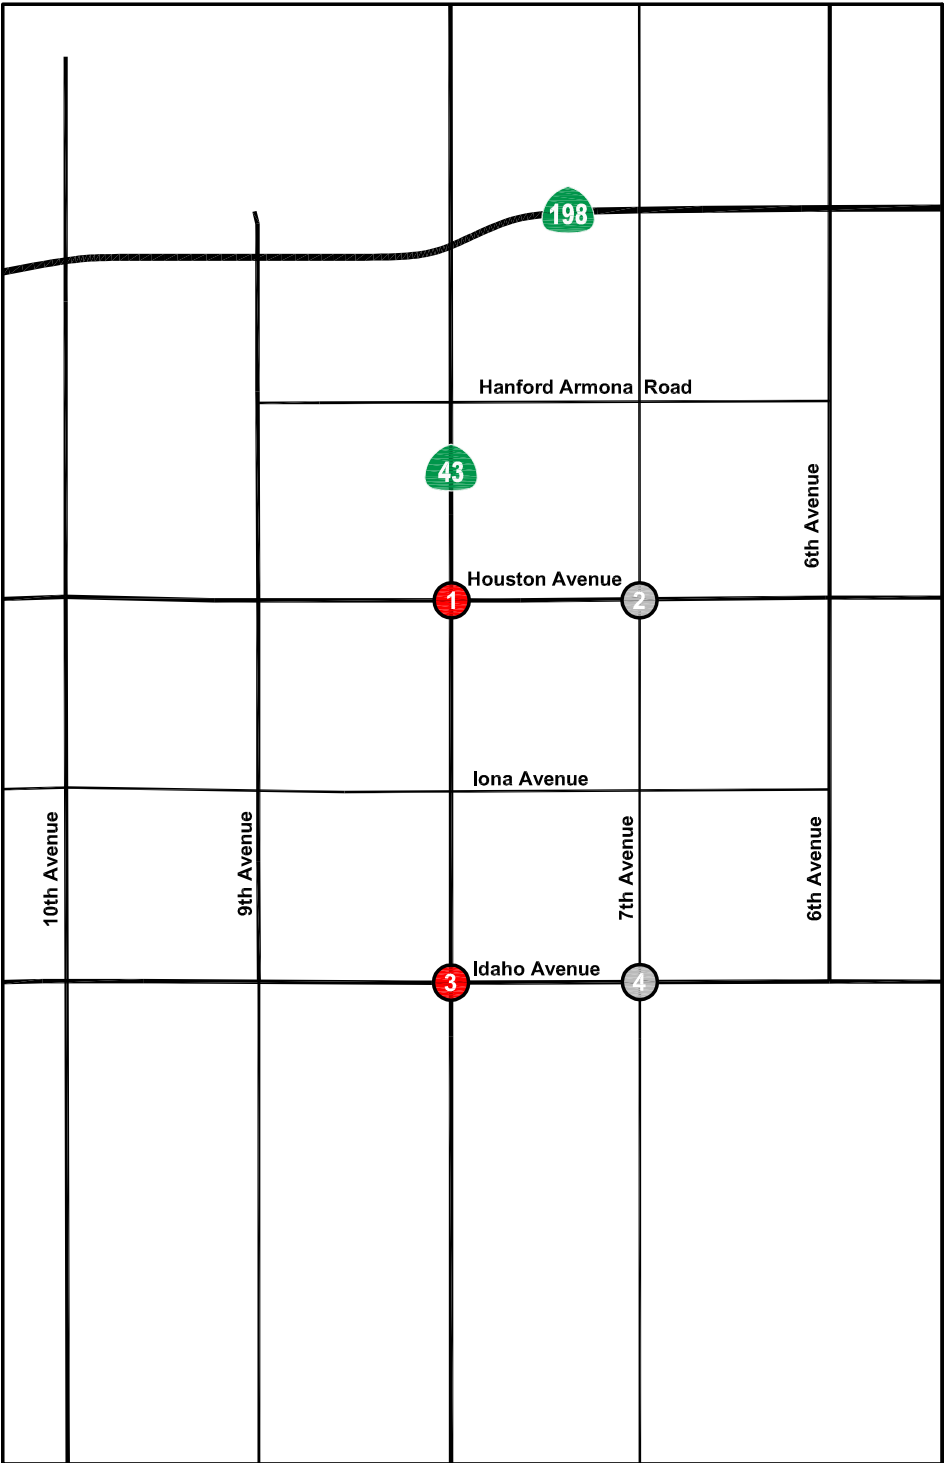 198
Hanford Armona Road
43
6th Avenue
Houston Avenue
1
2
Iona Avenue
10th Avenue
9th Avenue
7th Avenue
6th Avenue
Idaho Avenue
3
4